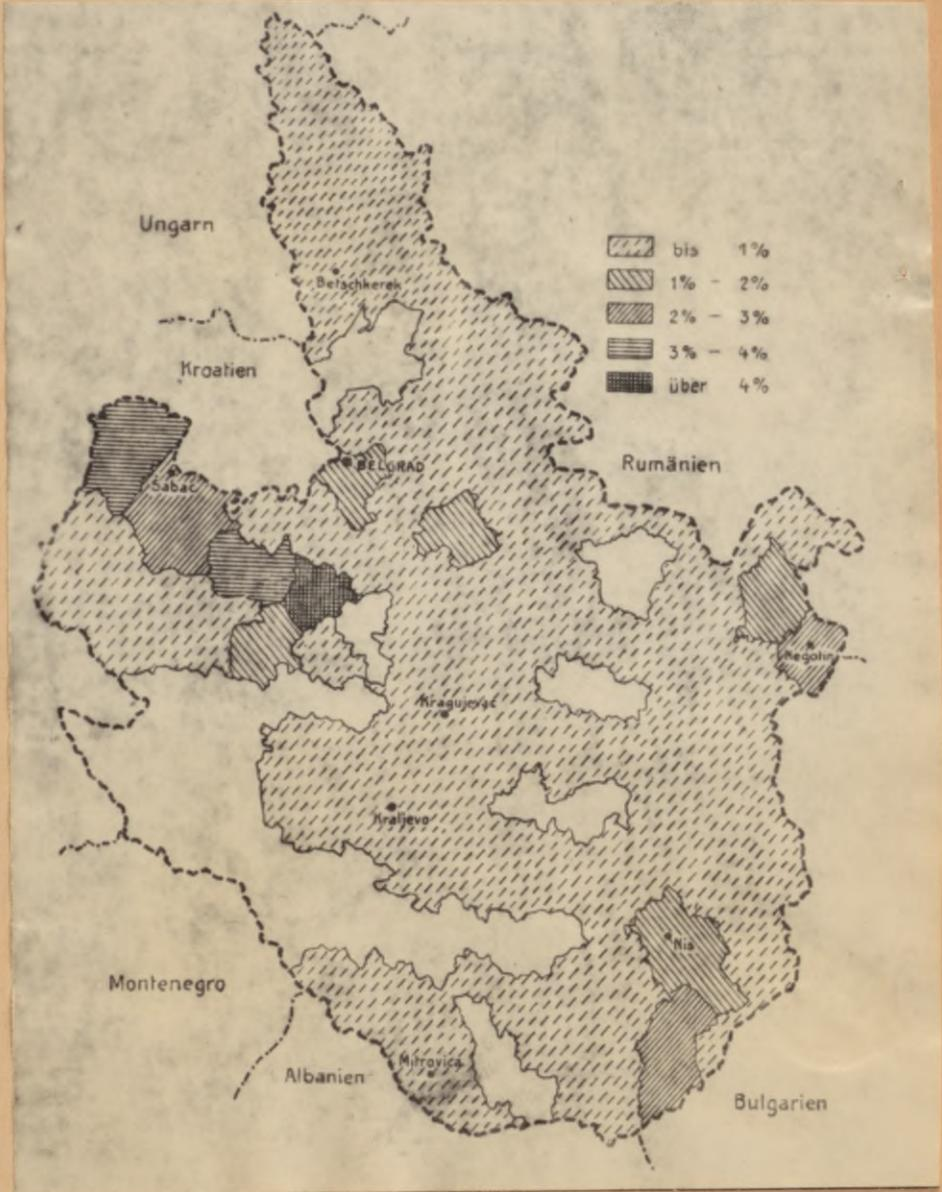 Ungarn
Betschkerek
bis 1%
1% - 2%
2% - 3%
3% - 4%
über 4%
Kroatien
BELGRAD
Rumänien
Šabac
Negotin
Kragujevac
Kraljevo
Nis
Montenegro
Mitrovica
Albanien
Bulgarien